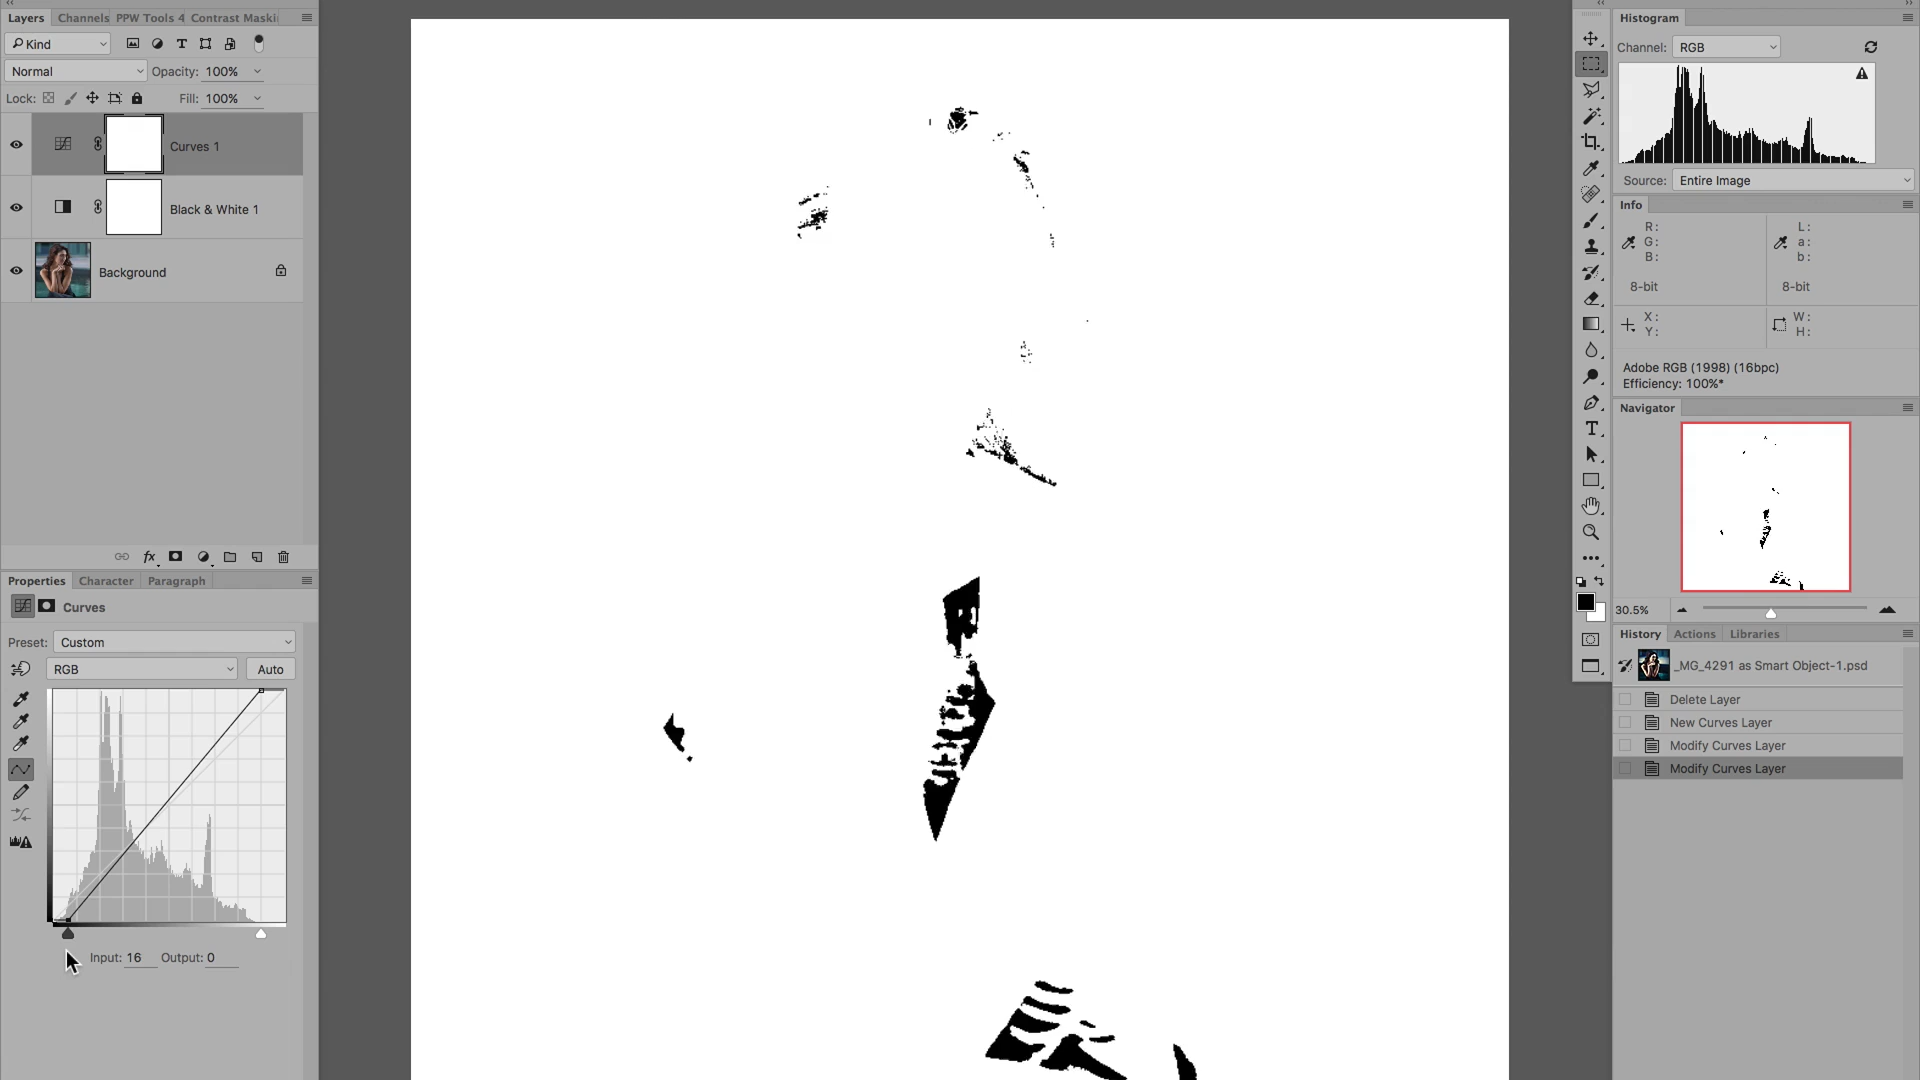 Layers Channels PPW Tools 4 Contrast Maski
Kind
Normal Opacity: 100%
Lock: Fill: 100%
Curves 1
Black & White 1
Background
fx
Properties Character Paragraph
Curves
Preset: Custom
RGB Auto
Input: 16 Output: 0
Histogram
Channel: RGB
Source: Entire Image
Info
R: L:
G: a:
B: b:
8-bit 8-bit
X: W:
Y: H:
Adobe RGB (1998) (16bpc)
Efficiency: 100%*
Navigator
30.5%
History Actions Libraries
_MG_4291 as Smart Object-1.psd
Delete Layer
New Curves Layer
Modify Curves Layer
Modify Curves Layer